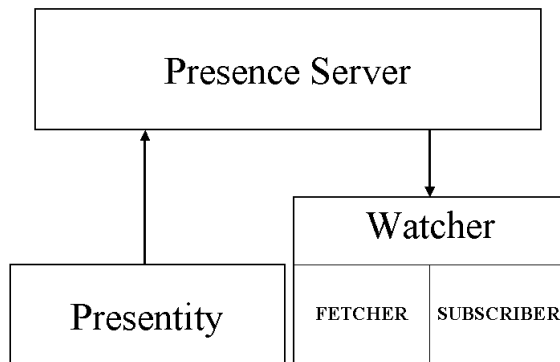 Presence Server
Watcher
Presentity
FETCHER
SUBSCRIBER